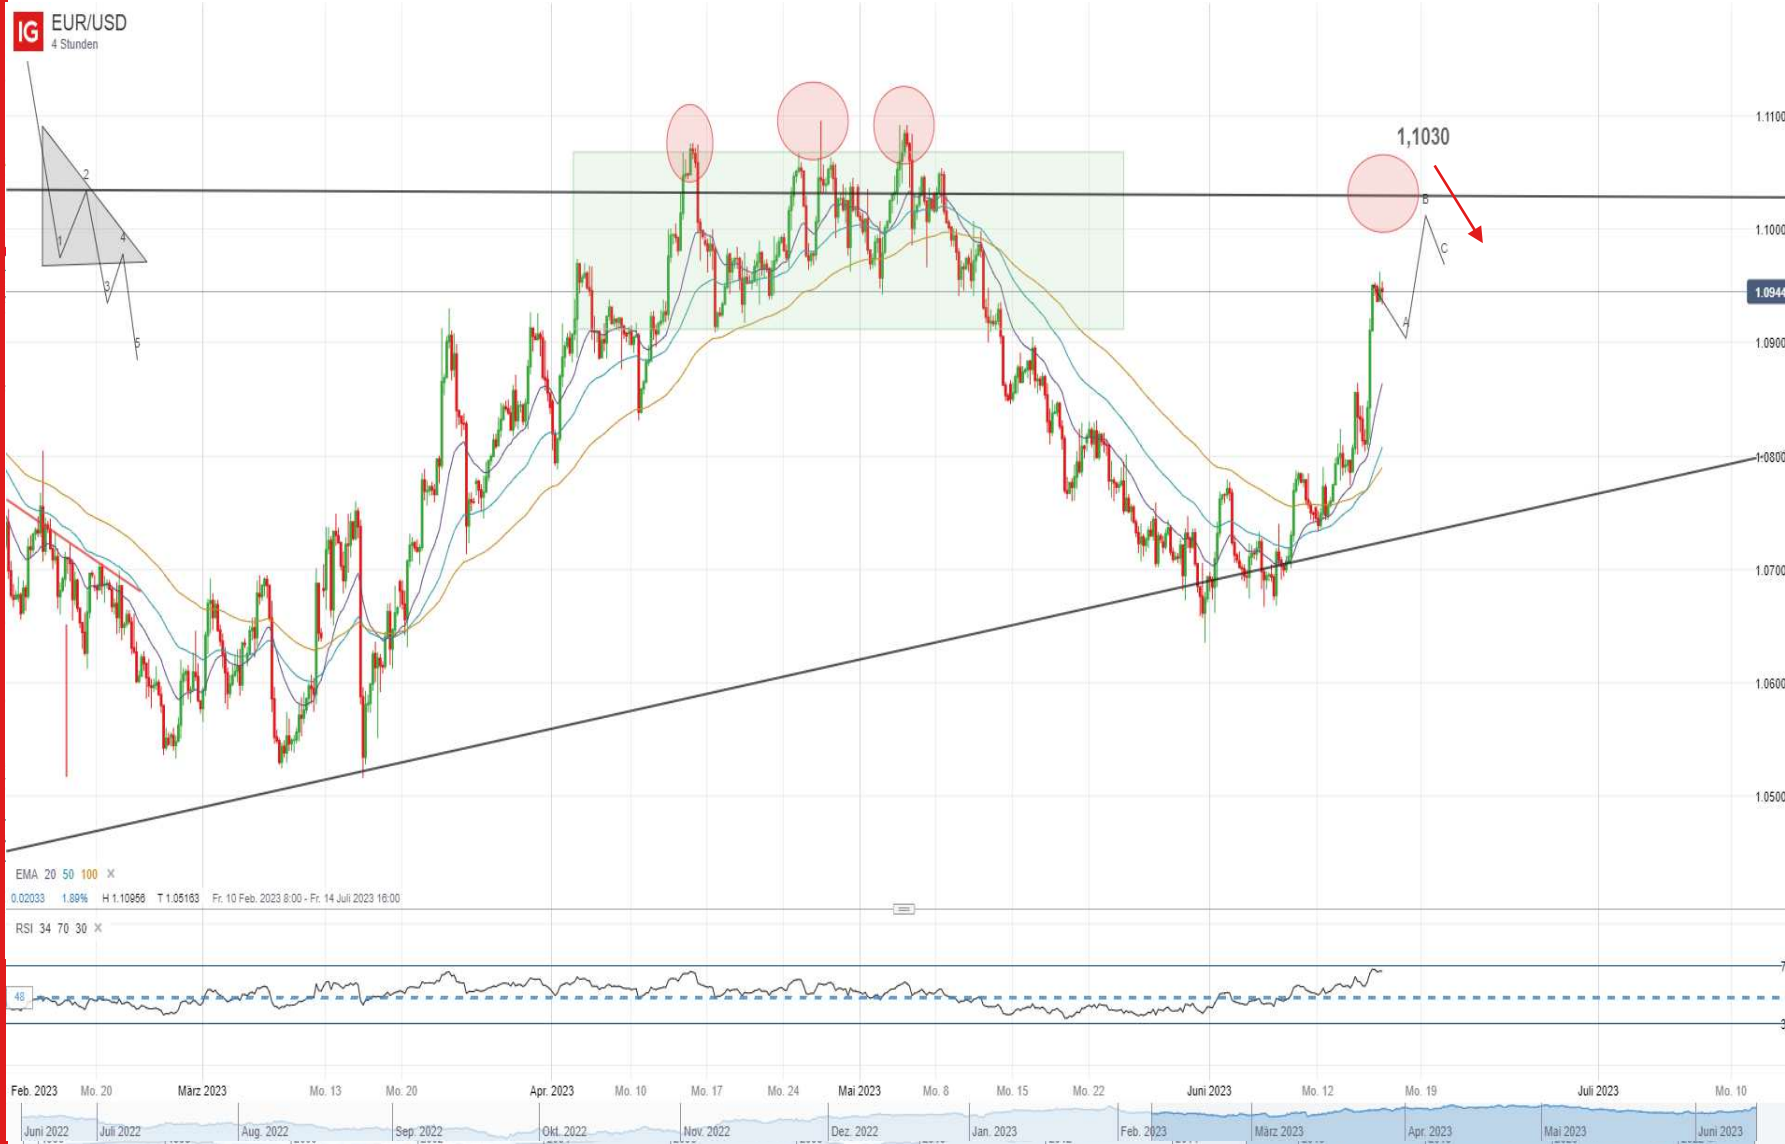 IG
EUR/USD
4 Stunden
1
2
3
4
5
1,1030
A
B
C
1.1100
1.1000
1.0944
1.0900
1.0800
1.0700
1.0600
1.0500
EMA 20 50 100 X
0.02033 1.89% H 1.10956 T 1.05163 Fr. 10 Feb. 2023 8:00 - Fr. 14 Juli 2023 16:00
RSI 34 70 30 X
48
Feb. 2023 Mo. 20 März 2023 Mo. 13 Mo. 20 Apr. 2023 Mo. 10 Mo. 17 Mo. 24 Mai 2023 Mo. 8 Mo. 15 Mo. 22 Juni 2023 Mo. 12 Mo. 19 Juli 2023 Mo. 10
Juni 2022 Juli 2022 Aug. 2022 Sep. 2022 Okt. 2022 Nov. 2022 Dez. 2022 Jan. 2023 Feb. 2023 März 2023 Apr. 2023 Mai 2023 Juni 2023